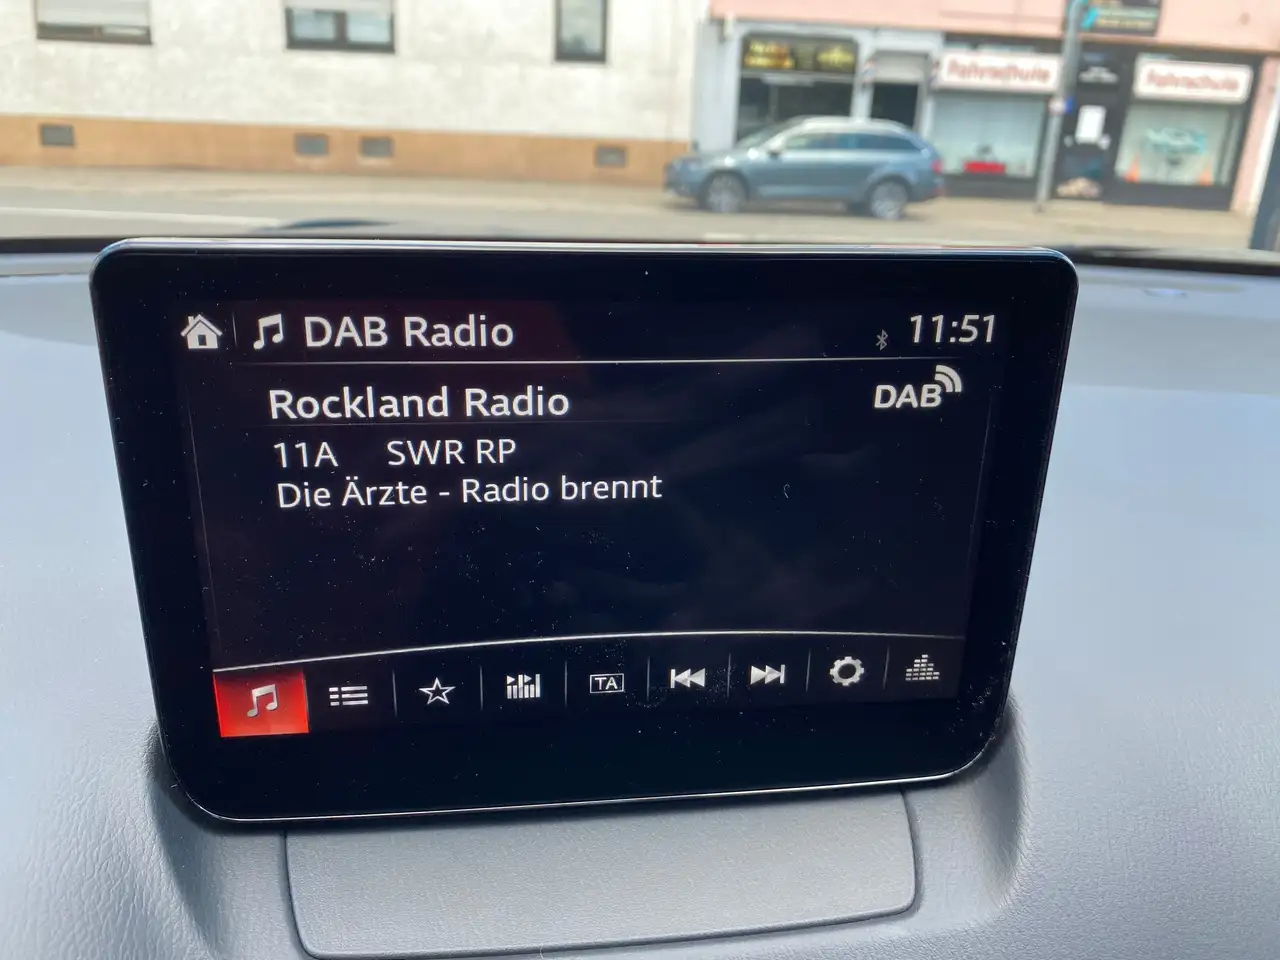 Fahrschule
Fahrschule
DAB Radio
11:51
Rockland Radio
DAB
11A SWR RP
Die Ärzte - Radio brennt
TA